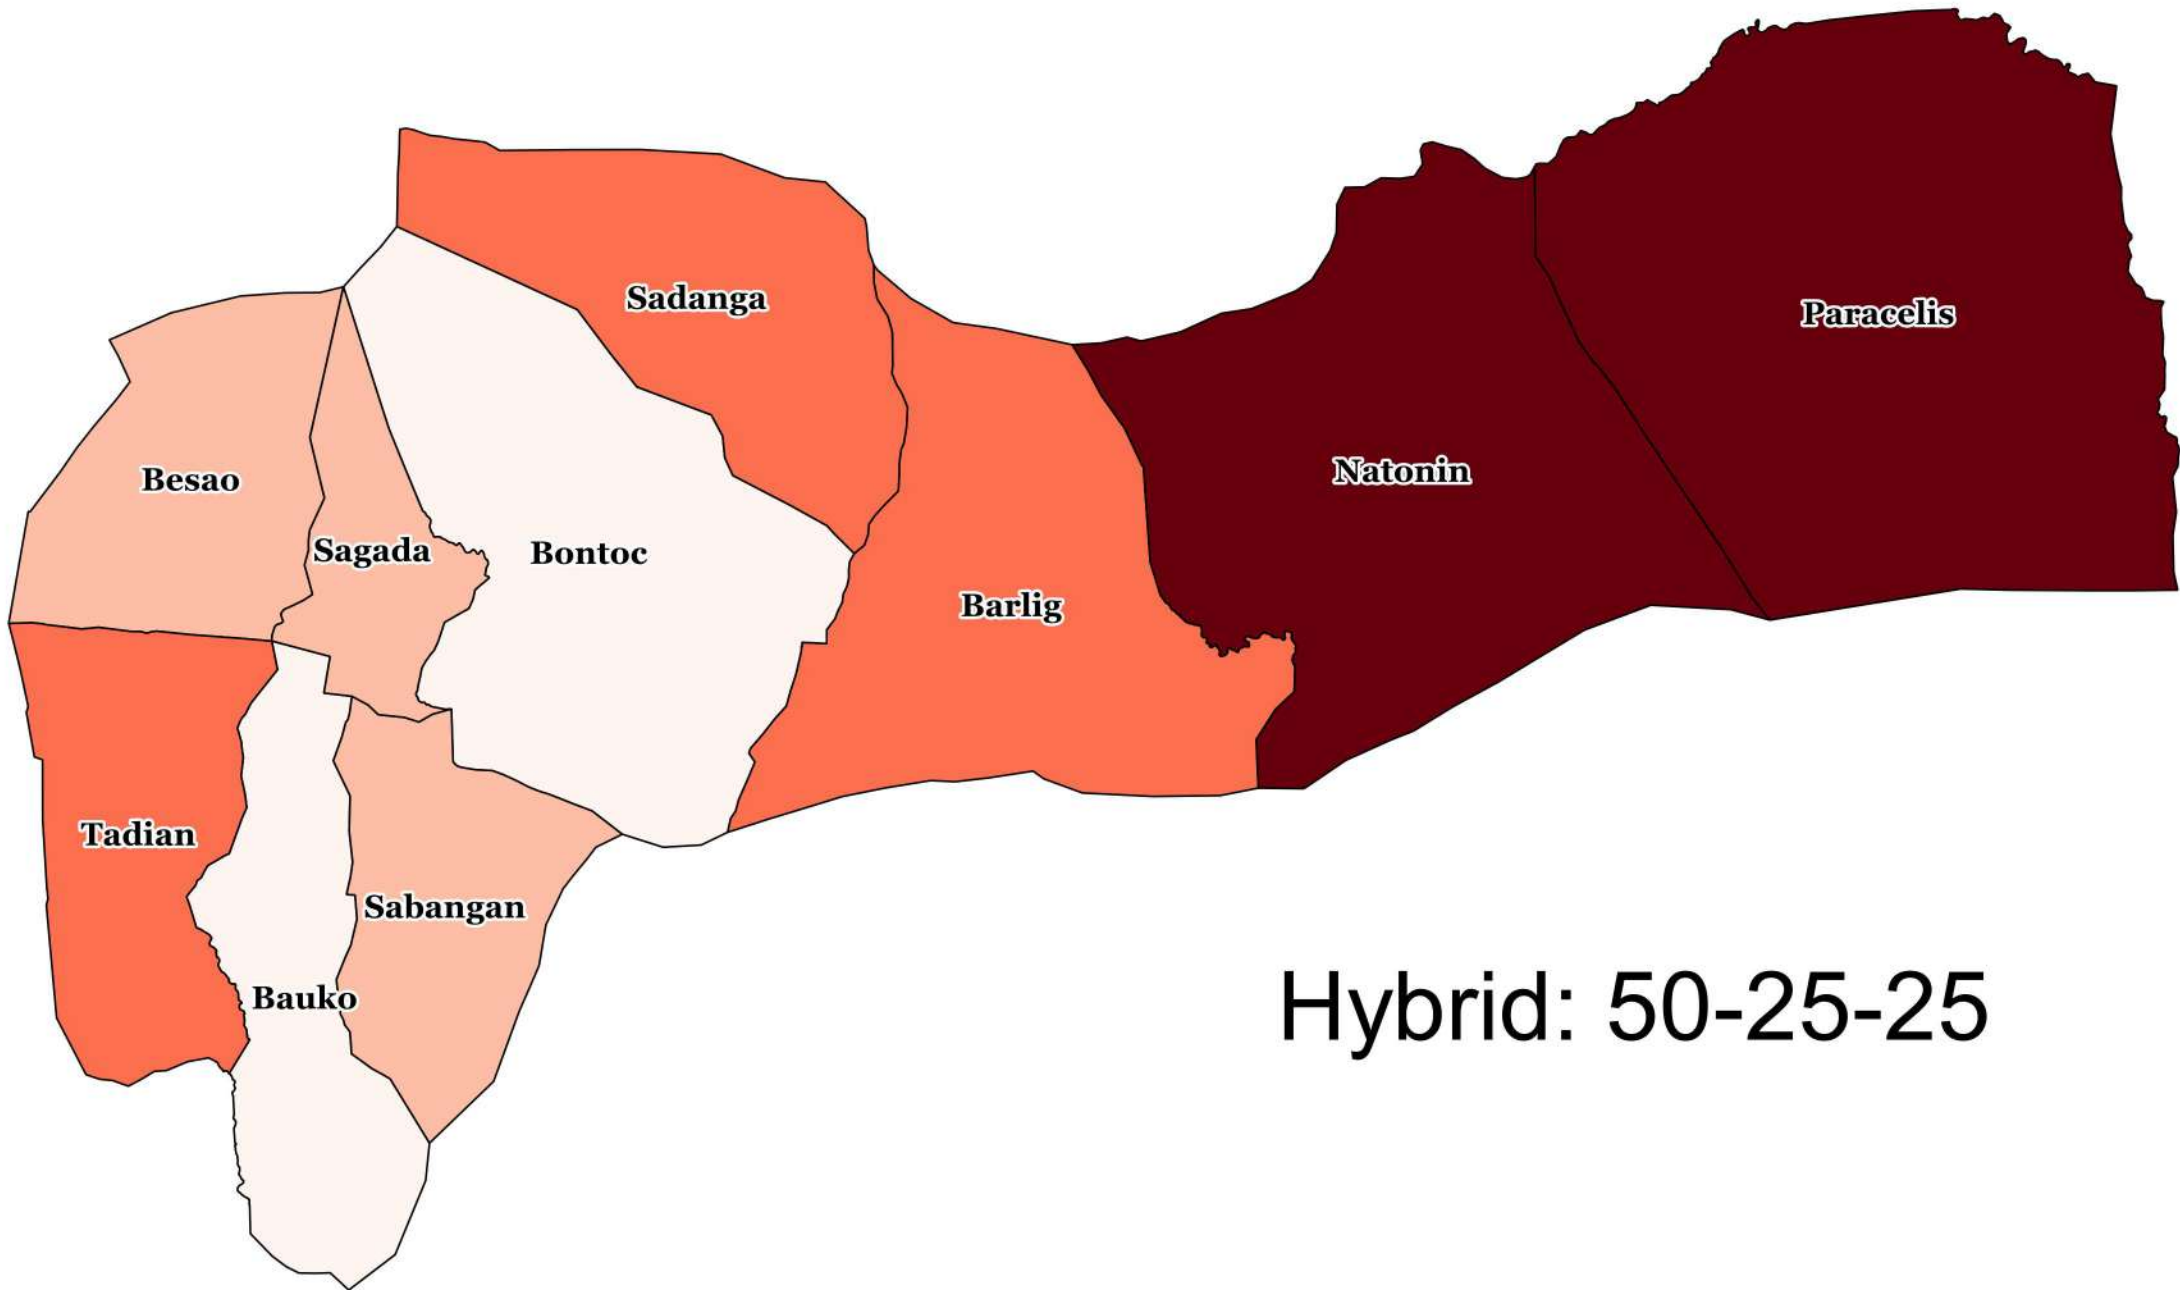 Sadanga
Paracelis
Natonin
Besao
Sagada
Bontoc
Barlig
Tadian
Sabangan
Bauko
Hybrid: 50-25-25